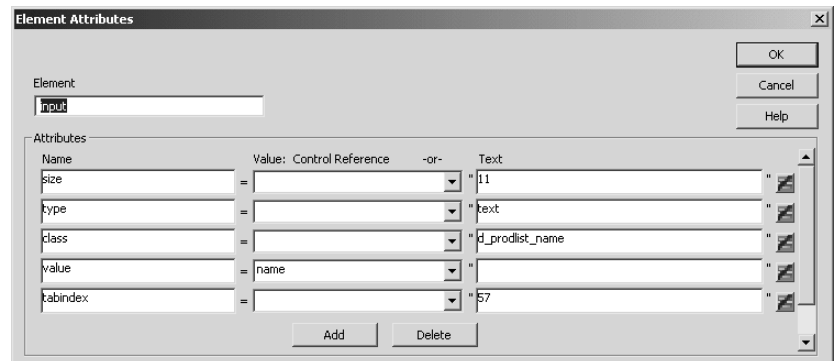 Element Attributes
OK
Element
Cancel
input
Help
Attributes
Name Value: Control Reference -or- Text
size = " 11 "
type = " text "
class = " d_prodlist_name "
value = name " "
tabindex = " 57 "
Add Delete